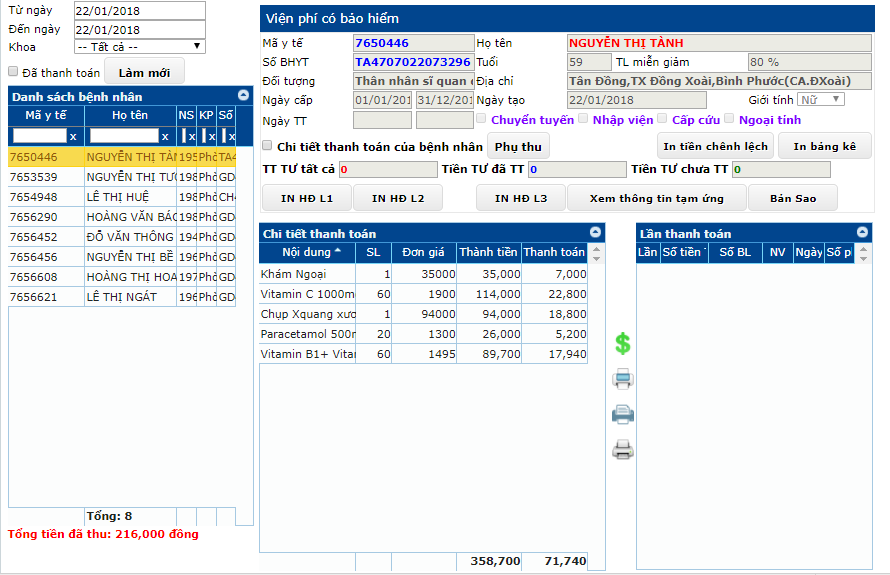 Từ ngày 22/01/2018
Đến ngày 22/01/2018
Khoa -- Tất cả --
Đã thanh toán Làm mới
Danh sách bệnh nhân
Mã y tế Họ tên NS KP Số
x x x x x
7650446 NGUYỄN THỊ TÀN 195 Phò TA4
7653539 NGUYỄN THỊ TƯƠ 198 Phò GD
7654948 LÊ THỊ HUỆ 198 Phò CH4
7656290 HOÀNG VĂN BẢO 196 Phò GD
7656452 ĐỖ VĂN THÔNG 194 Phò GD
7656456 NGUYỄN THỊ BỀ 196 Phò GD
7656608 HOÀNG THỊ HOA 197 Phò GD
7656621 LÊ THỊ NGÁT 196 Phò GD
Tổng: 8
Tổng tiền đã thu: 216,000 đồng
Viện phí có bảo hiểm
Mã y tế 7650446 Họ tên NGUYỄN THỊ TÀNH
Số BHYT TA4707022073296 Tuổi 59 TL miễn giảm 80 %
Đối tượng Thân nhân sĩ quan Địa chỉ Tân Đồng,TX Đồng Xoài,Bình Phước(CA.ĐXoài)
Ngày cấp 01/01/201 31/12/201 Ngày tạo 22/01/2018 Giới tính Nữ
Ngày TT Chuyển tuyến Nhập viện Cấp cứu Ngoại tỉnh
Chi tiết thanh toán của bệnh nhân Phụ thu In tiền chênh lệch In bảng kê
TT TƯ tất cả 0 Tiền TƯ đã TT 0 Tiền TƯ chưa TT 0
IN HĐ L1 IN HĐ L2 IN HĐ L3 Xem thông tin tạm ứng Bản Sao
Chi tiết thanh toán
Nội dung SL Đơn giá Thành tiền Thanh toán
Khám Ngoại 1 35000 35,000 7,000
Vitamin C 1000m 60 1900 114,000 22,800
Chụp Xquang xươ 1 94000 94,000 18,800
Paracetamol 500m 20 1300 26,000 5,200
Vitamin B1+ Vitar 60 1495 89,700 17,940
358,700 71,740
$
Lần thanh toán
Lần Số tiền Số BL NV Ngày Số p